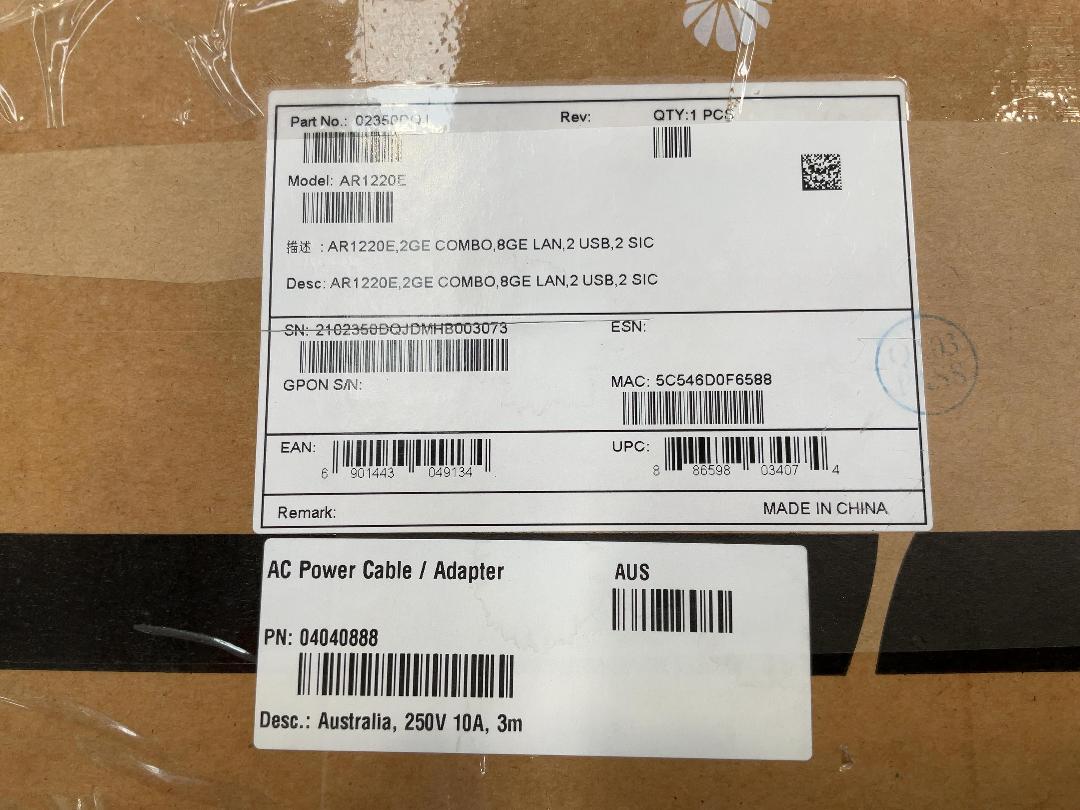 Part No.: 02350DQJ Rev: QTY:1 PCS
Model: AR1220E
描述 : AR1220E,2GE COMBO,8GE LAN,2 USB,2 SIC
Desc: AR1220E,2GE COMBO,8GE LAN,2 USB,2 SIC
SN: 2102350DQJDMHB003073 ESN:
GPON S/N: MAC: 5C546D0F6588
EAN: 6 901443 049134 UPC: 8 86598 03407 4
Remark: MADE IN CHINA
AC Power Cable / Adapter AUS
PN: 04040888
Desc.: Australia, 250V 10A, 3m